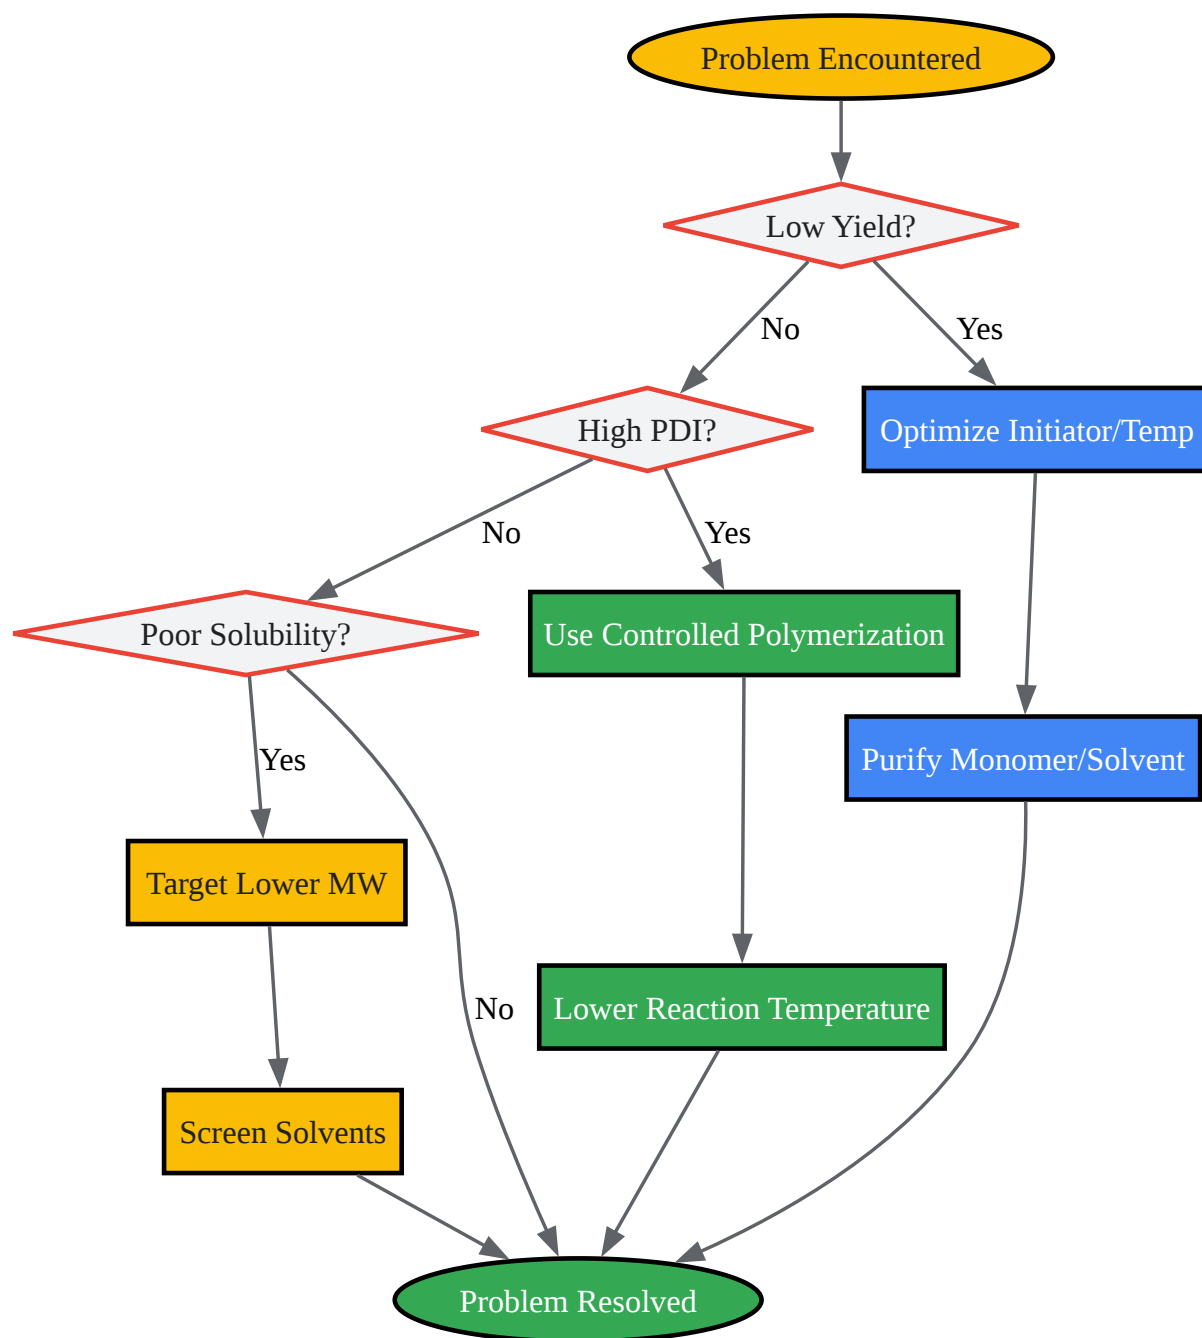 Problem Encountered
Low Yield?
No
Yes
High PDI?
Optimize Initiator/Temp
No
Yes
Poor Solubility?
Use Controlled Polymerization
Yes
Purify Monomer/Solvent
Target Lower MW
No
Lower Reaction Temperature
Screen Solvents
Problem Resolved